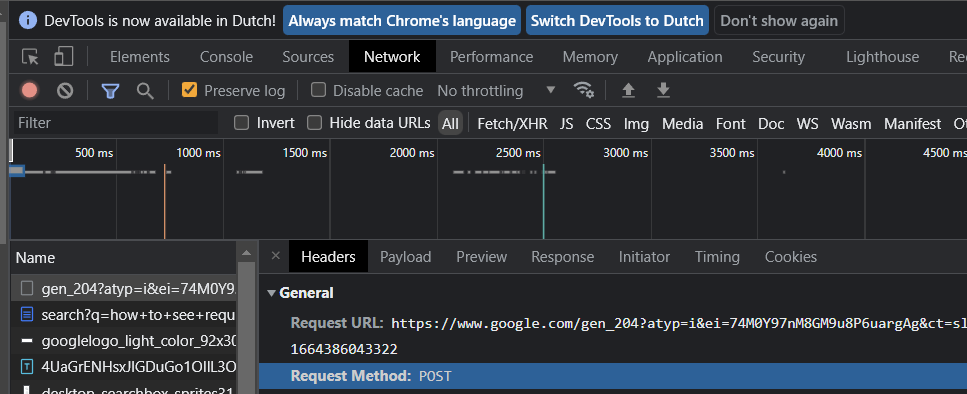 DevTools is now available in Dutch! Always match Chrome's language Switch DevTools to Dutch Don't show again
Elements Console Sources Network Performance Memory Application Security Lighthouse
Preserve log Disable cache No throttling
Filter Invert Hide data URLs All Fetch/XHR JS CSS Img Media Font Doc WS Wasm Manifest
500 ms 1000 ms 1500 ms 2000 ms 2500 ms 3000 ms 3500 ms 4000 ms 4500 ms
Name × Headers Payload Preview Response Initiator Timing Cookies
gen_204?atyp=i&ei=74M0Y9
General
search?q=how+to+see+requ
Request URL: https://www.google.com/gen_204?atyp=i&ei=74M0Y97nM8GM9u8P6uargAg&ct=sl
googlelogo_light_color_92x30
1664386043322
4UaGrENHsxJlGDuGo1OIlL3O
Request Method: POST
desktop_searchbox_sprites31